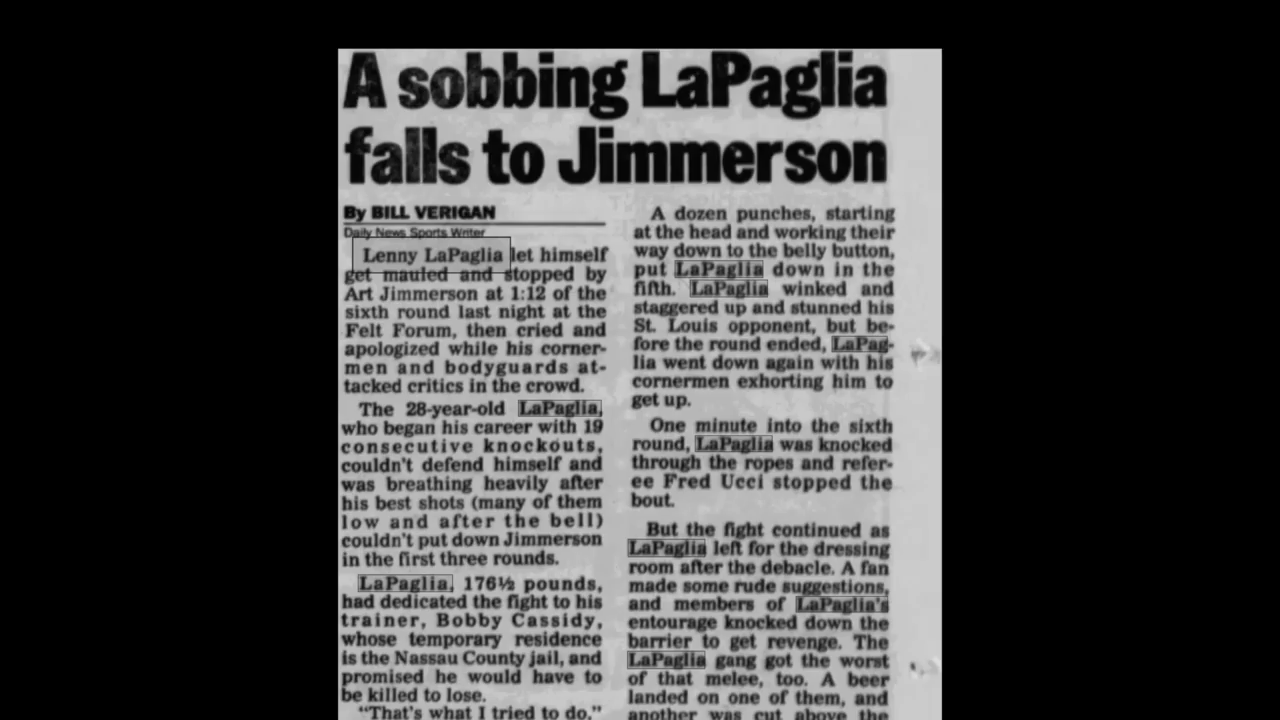 A sobbing LaPaglia
falls to Jimmerson
By BILL VERIGAN
Daily News Sports Writer
Lenny LaPaglia let himself
get mauled and stopped by
Art Jimmerson at 1:12 of the
sixth round last night at the
Felt Forum, then cried and
apologized while his corner-
men and bodyguards at-
tacked critics in the crowd.
The 28-year-old LaPaglia,
who began his career with 19
consecutive knockouts,
couldn't defend himself and
was breathing heavily after
his best shots (many of them
low and after the bell)
couldn't put down Jimmerson
in the first three rounds.
LaPaglia, 176½ pounds,
had dedicated the fight to his
trainer, Bobby Cassidy,
whose temporary residence
is the Nassau County jail, and
promised he would have to
be killed to lose.
"That's what I tried to do,"
A dozen punches, starting
at the head and working their
way down to the belly button,
put LaPaglia down in the
fifth. LaPaglia winked and
staggered up and stunned his
St. Louis opponent, but be-
fore the round ended, LaPag-
lia went down again with his
cornermen exhorting him to
get up.
One minute into the sixth
round, LaPaglia was knocked
through the ropes and refer-
ee Fred Ucci stopped the
bout.
But the fight continued as
LaPaglia left for the dressing
room after the debacle. A fan
made some rude suggestions,
and members of LaPaglia's
entourage knocked down the
barrier to get revenge. The
LaPaglia gang got the worst
of that melee, too. A beer
landed on one of them, and
another was cut above the